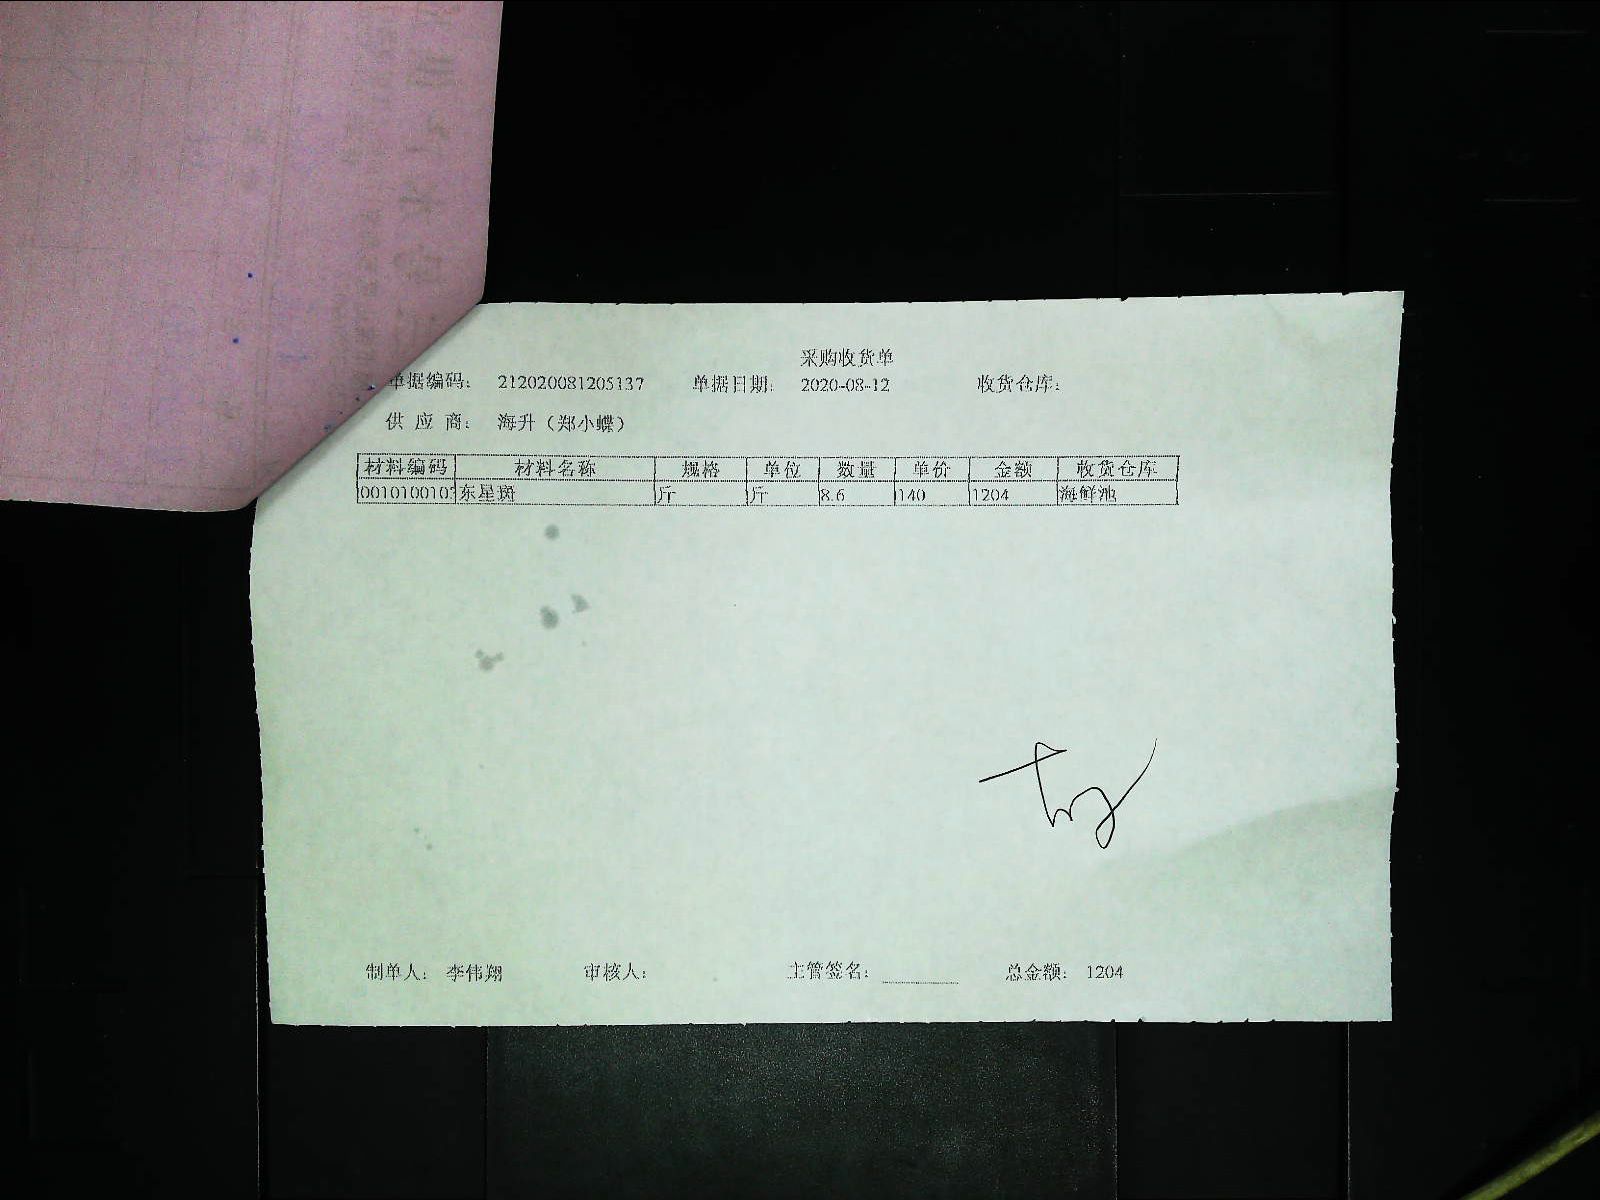 采购收货单
单据编码： 212020081205137 单据日期： 2020-08-12 收货仓库：
供 应 商： 海升（郑小蝶）
材料编码 材料名称 规格 单位 数量 单价 金额 收货仓库
0010100103 东星斑 斤 斤 8.6 140 1204 海鲜池
制单人： 李伟翔 审核人： 主管签名： 总金额： 1204